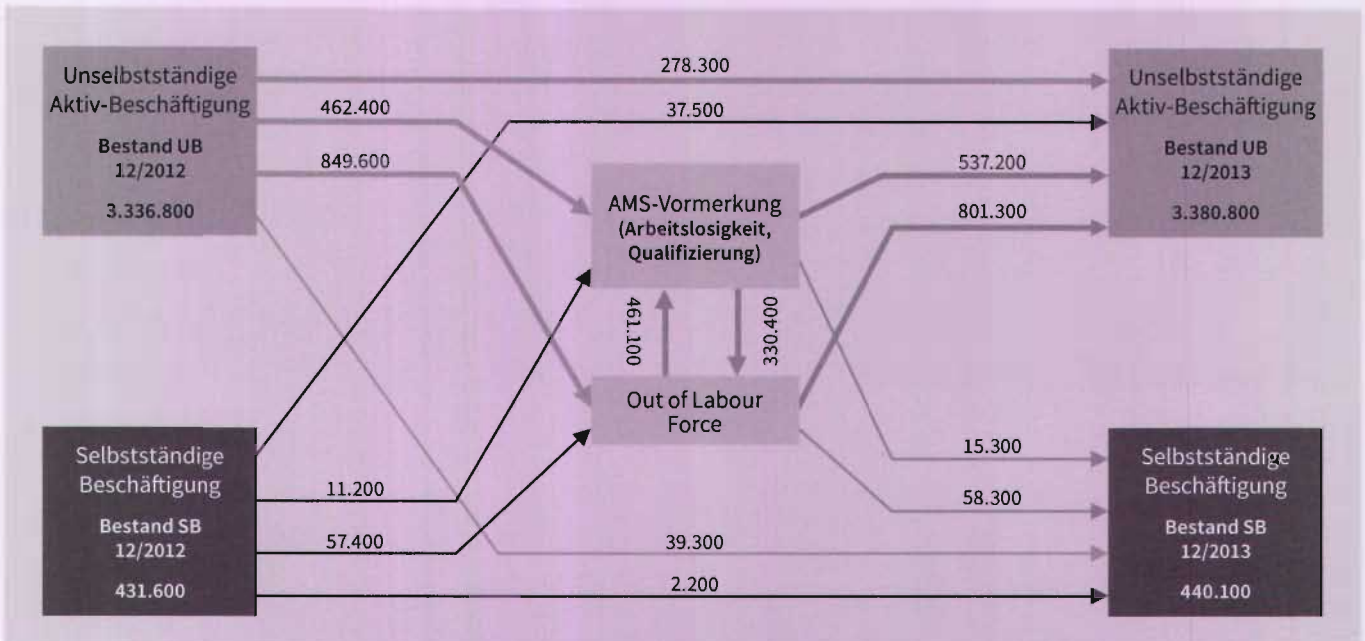 Unselbstständige
Aktiv-Beschäftigung
Bestand UB
12/2012
3.336.800
278.300
462.400
37.500
849.600
Unselbstständige
Aktiv-Beschäftigung
Bestand UB
12/2013
3.380.800
537.200
801.300
AMS-Vormerkung
(Arbeitslosigkeit,
Qualifizierung)
461.100
330.400
Out of Labour
Force
Selbstständige
Beschäftigung
Bestand SB
12/2012
431.600
11.200
57.400
15.300
58.300
39.300
2.200
Selbstständige
Beschäftigung
Bestand SB
12/2013
440.100